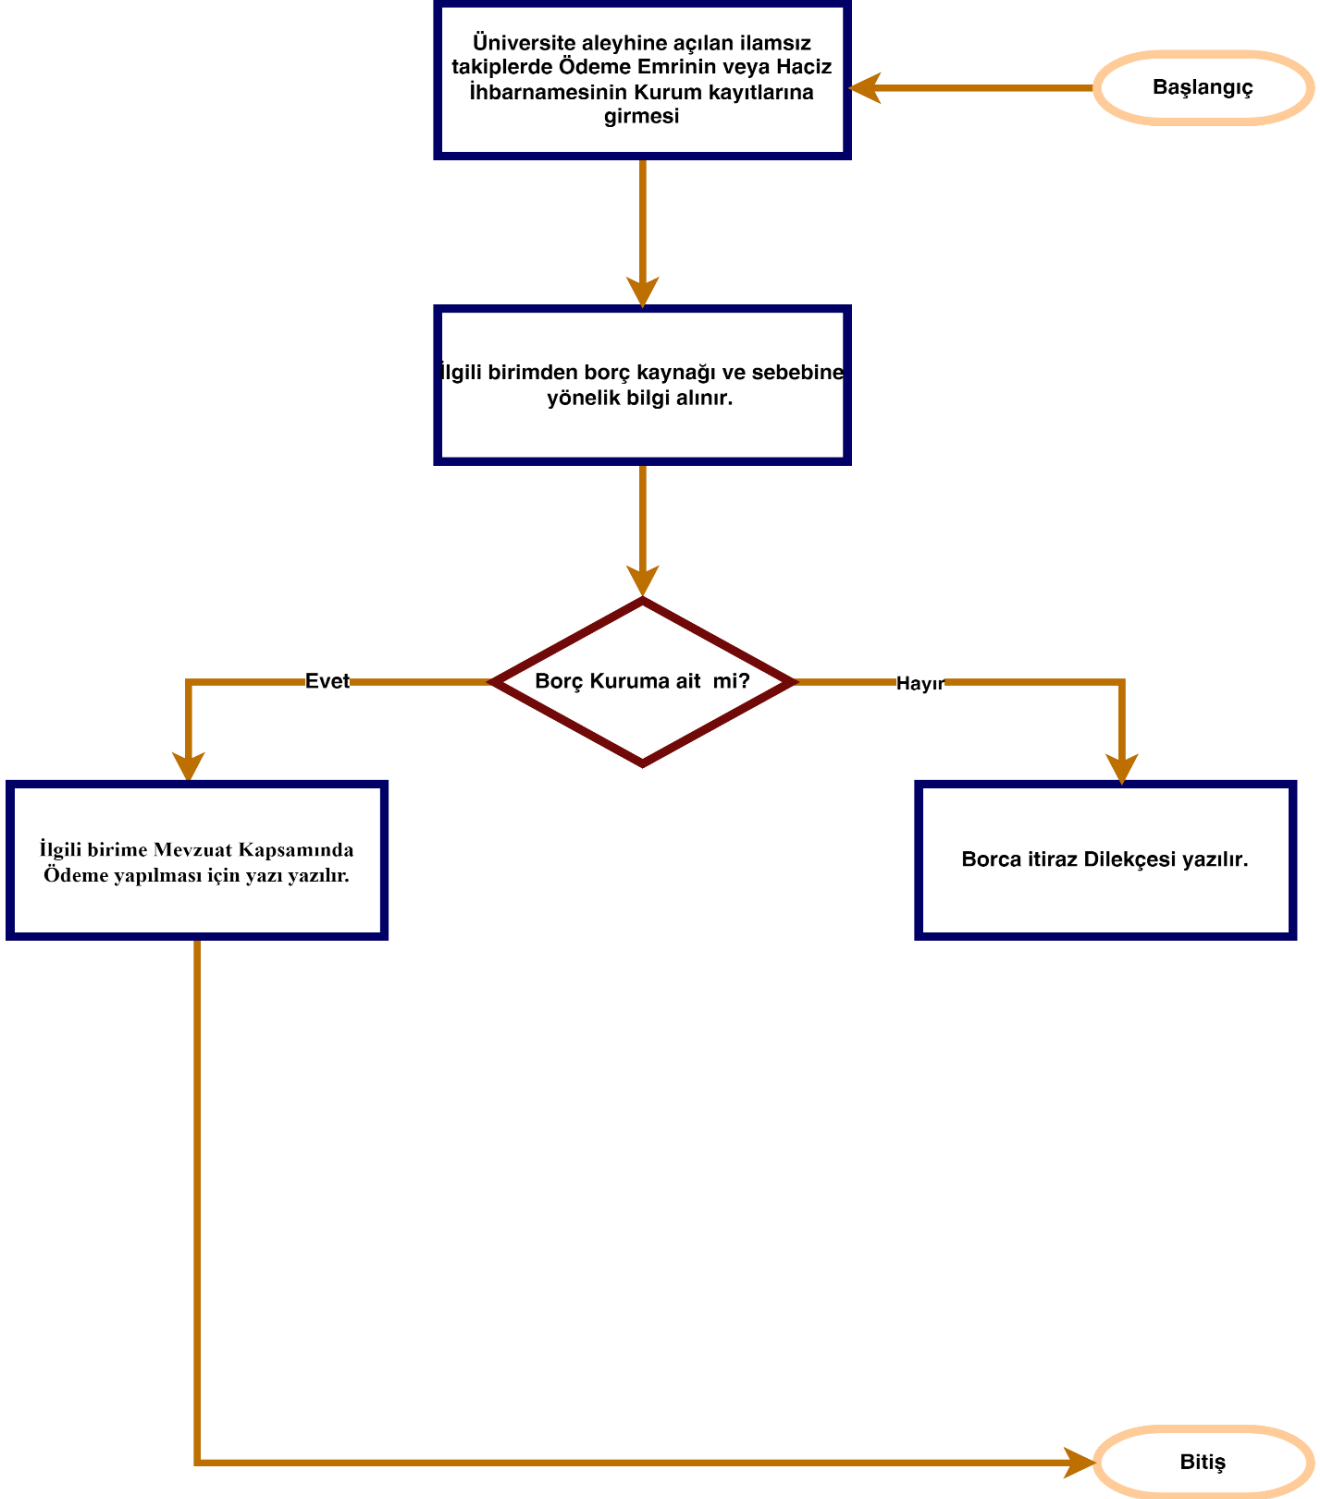 Başlangıç
Üniversite aleyhine açılan ilamsız
takiplerde Ödeme Emrinin veya Haciz
İhbarnamesinin Kurum kayıtlarına
girmesi
İlgili birimden borç kaynağı ve sebebine
yönelik bilgi alınır.
Borç Kuruma ait  mi?
Evet
Hayır
İlgili birime Mevzuat Kapsamında
Ödeme yapılması için yazı yazılır.
Borca itiraz Dilekçesi yazılır.
Bitiş